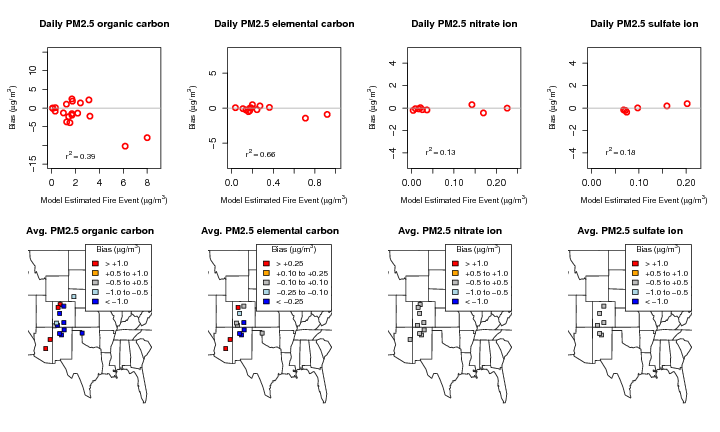 Daily PM2.5 organic carbon
Bias (µg/m³)
−15 −5 0 5 10
r² = 0.39
0 2 4 6 8
Model Estimated Fire Event (µg/m³)
Daily PM2.5 elemental carbon
Bias (µg/m³)
−5 0 5
r² = 0.66
0.0 0.2 0.4 0.6 0.8
Model Estimated Fire Event (µg/m³)
Daily PM2.5 nitrate ion
Bias (µg/m³)
−4 −2 0 2 4
r² = 0.13
0.00 0.10 0.20
Model Estimated Fire Event (µg/m³)
Daily PM2.5 sulfate ion
Bias (µg/m³)
−4 −2 0 2 4
r² = 0.18
0.00 0.05 0.10 0.15 0.20
Model Estimated Fire Event (µg/m³)
Avg. PM2.5 organic carbon
Bias (µg/m³)
> +1.0
+0.5 to +1.0
−0.5 to +0.5
−1.0 to −0.5
< −1.0
Avg. PM2.5 elemental carbon
Bias (µg/m³)
> +0.25
+0.10 to +0.25
−0.10 to +0.10
−0.25 to −0.10
< −0.25
Avg. PM2.5 nitrate ion
Bias (µg/m³)
> +1.0
+0.5 to +1.0
−0.5 to +0.5
−1.0 to −0.5
< −1.0
Avg. PM2.5 sulfate ion
Bias (µg/m³)
> +1.0
+0.5 to +1.0
−0.5 to +0.5
−1.0 to −0.5
< −1.0